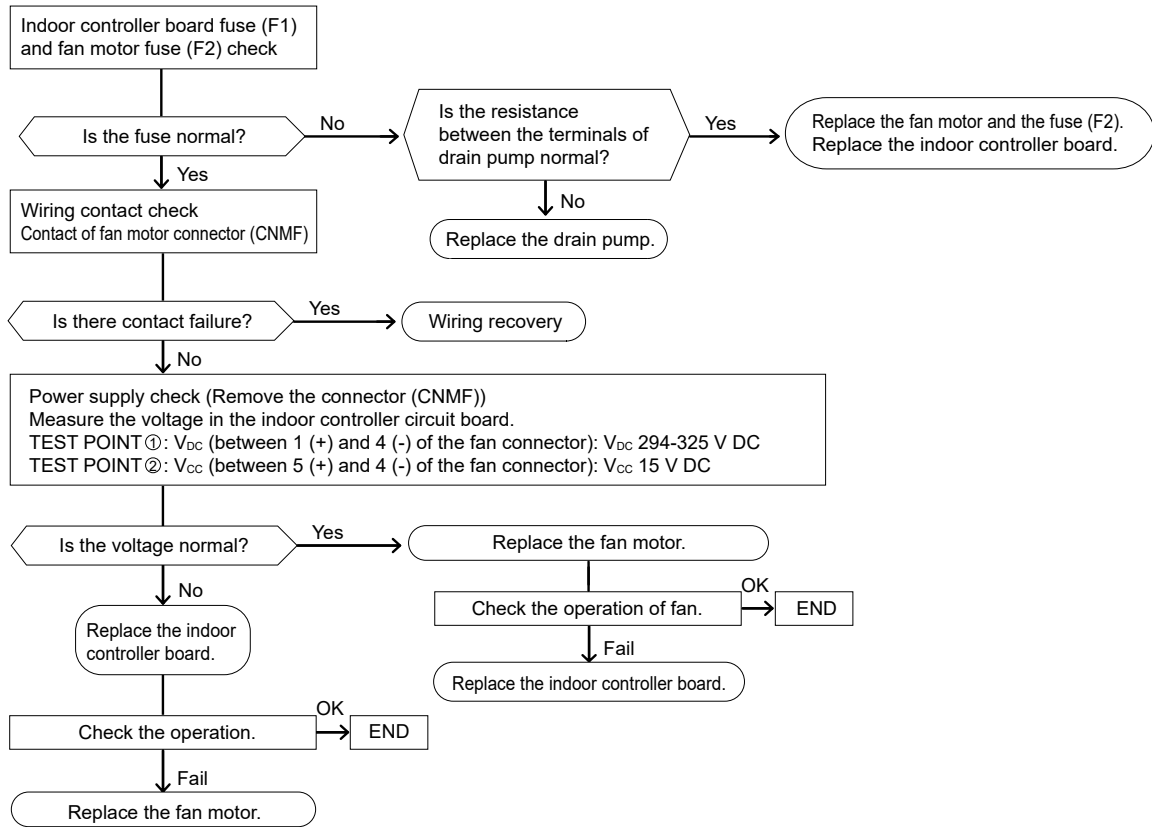 Indoor controller board fuse (F1)
and fan motor fuse (F2) check
Is the fuse normal?
No
Is the resistance
between the terminals of
drain pump normal?
Yes
Replace the fan motor and the fuse (F2).
Replace the indoor controller board.
Yes
No
Wiring contact check
Contact of fan motor connector (CNMF)
Replace the drain pump.
Is there contact failure?
Yes
Wiring recovery
No
Power supply check (Remove the connector (CNMF))
Measure the voltage in the indoor controller circuit board.
TEST POINT①: VDC (between 1 (+) and 4 (-) of the fan connector): VDC 294-325 V DC
TEST POINT②: VCC (between 5 (+) and 4 (-) of the fan connector): VCC 15 V DC
Is the voltage normal?
Yes
Replace the fan motor.
No
Check the operation of fan.
OK
END
Replace the indoor
controller board.
Fail
Replace the indoor controller board.
Check the operation.
OK
END
Fail
Replace the fan motor.